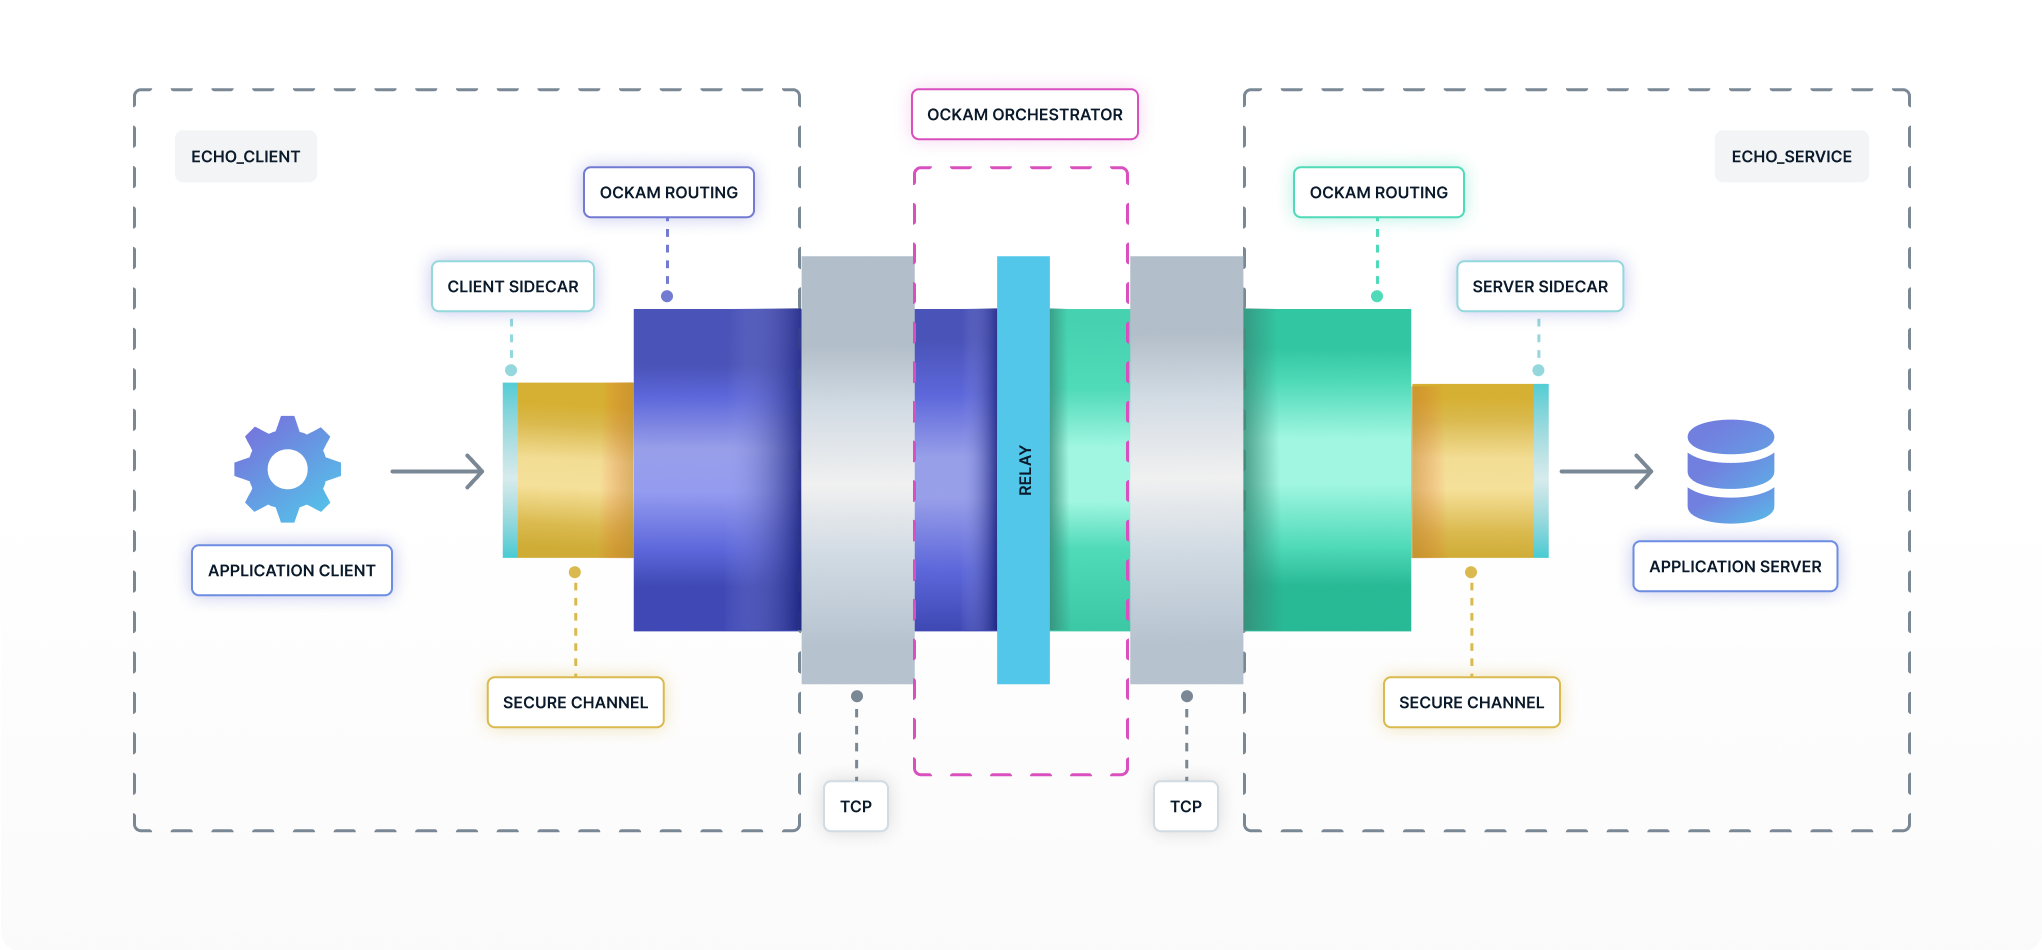 OCKAM ORCHESTRATOR
ECHO_CLIENT
ECHO_SERVICE
OCKAM ROUTING
OCKAM ROUTING
CLIENT SIDECAR
SERVER SIDECAR
RELAY
APPLICATION CLIENT
APPLICATION SERVER
SECURE CHANNEL
SECURE CHANNEL
TCP
TCP